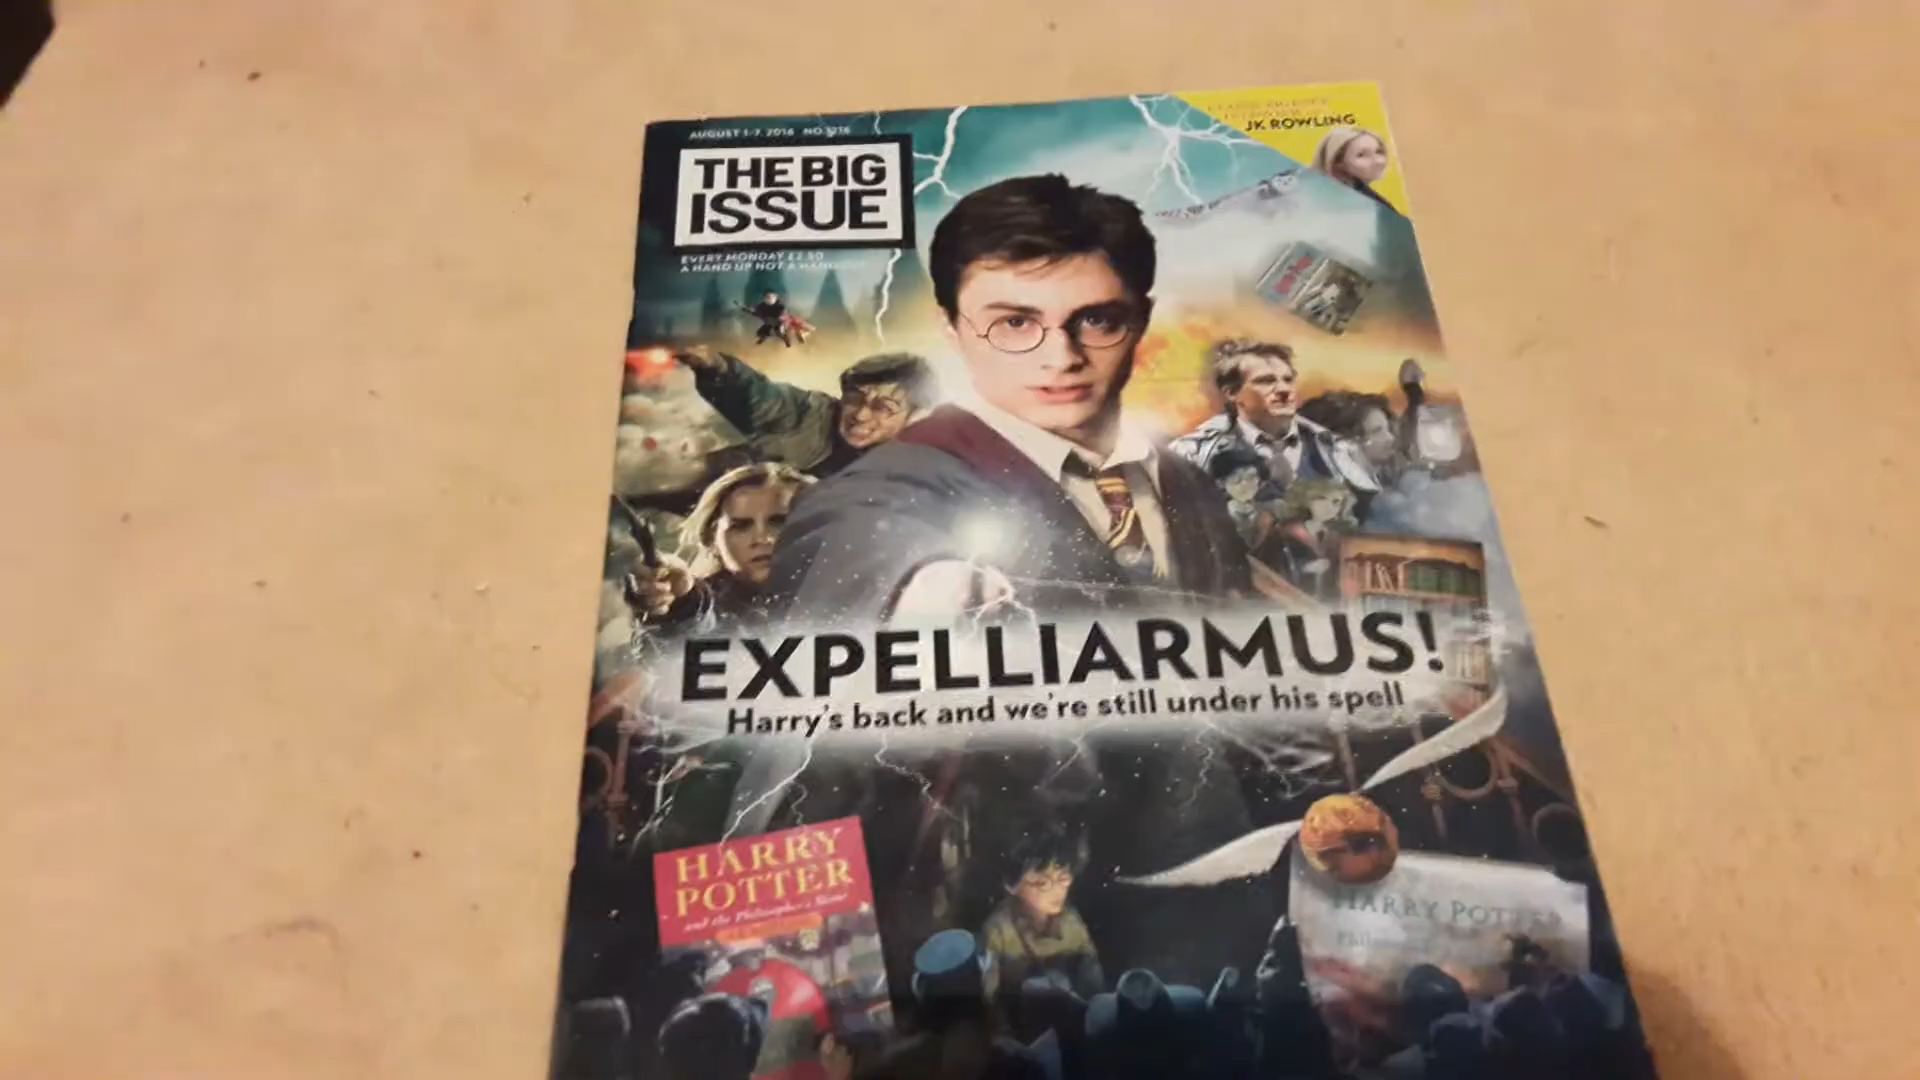 AUGUST 1-7, 2016 NO.1216
THE BIG
ISSUE
EVERY MONDAY £2.50
A HAND UP NOT A
JK ROWLING
EXPELLIARMUS!
Harry's back and we're still under his spell
HARRY
POTTER
and the Philosopher's Stone
HARRY POTTER